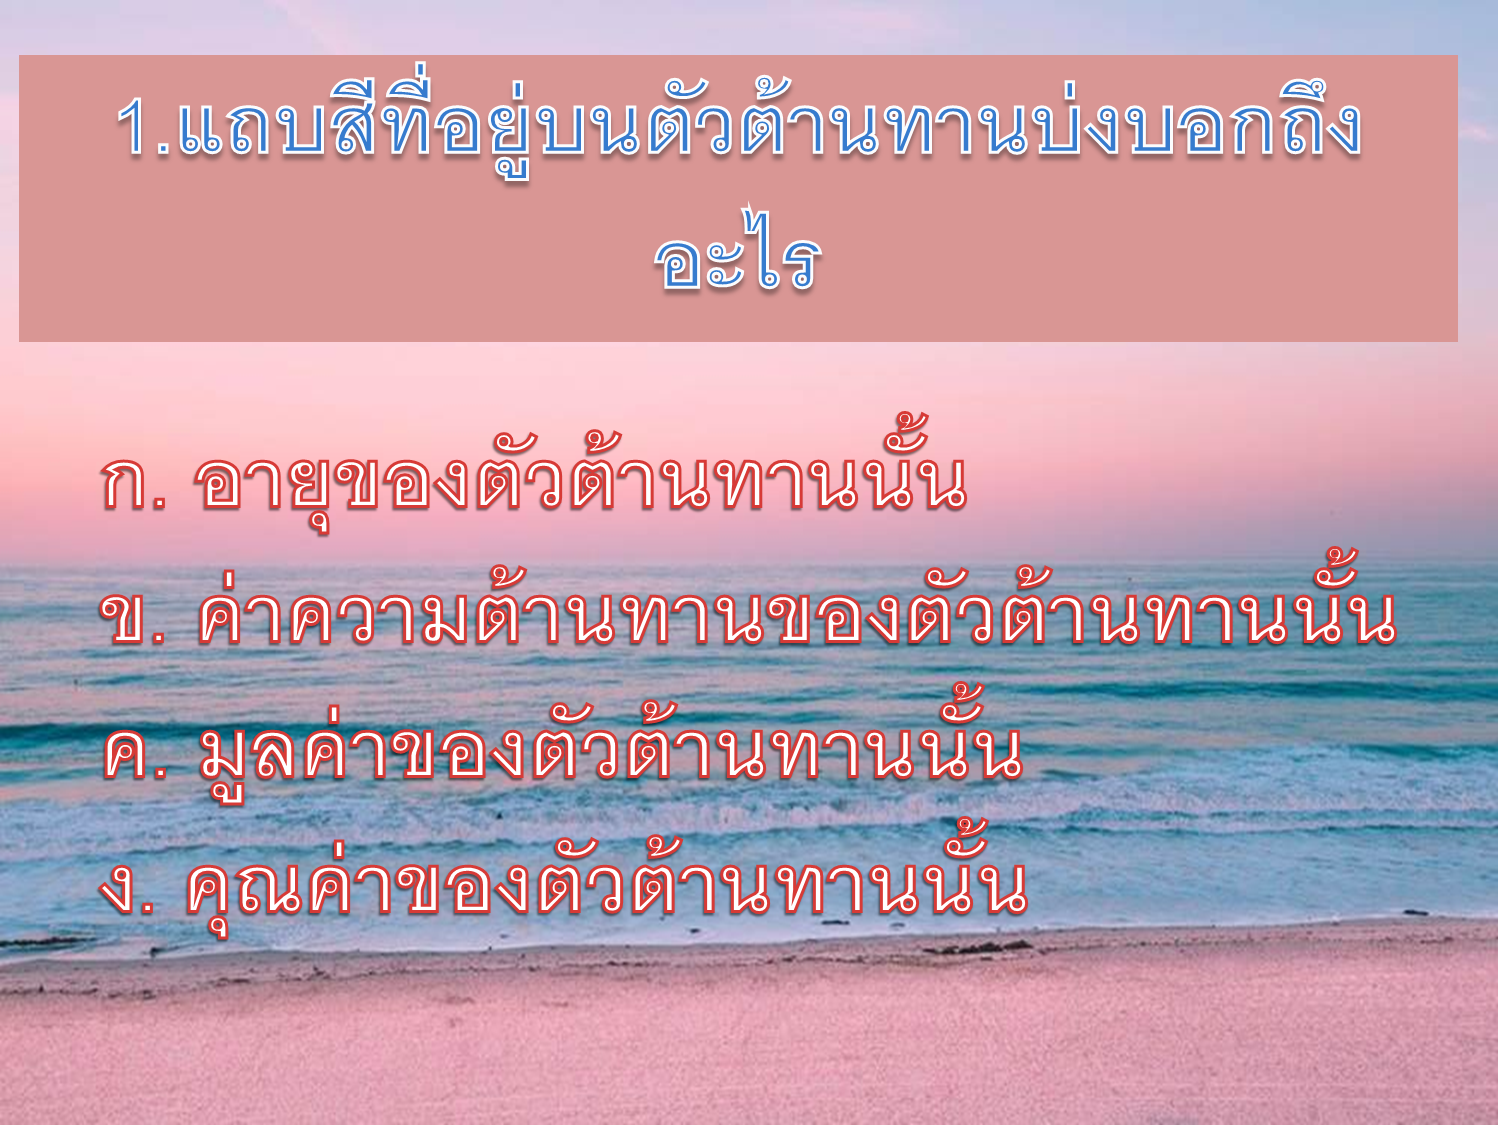 1.แถบสีที่อยู่บนตัวต้านทานบ่งบอกถึง
อะไร
ก. อายุของตัวต้านทานนั้น
ข. ค่าความต้านทานของตัวต้านทานนั้น
ค. มูลค่าของตัวต้านทานนั้น
ง. คุณค่าของตัวต้านทานนั้น